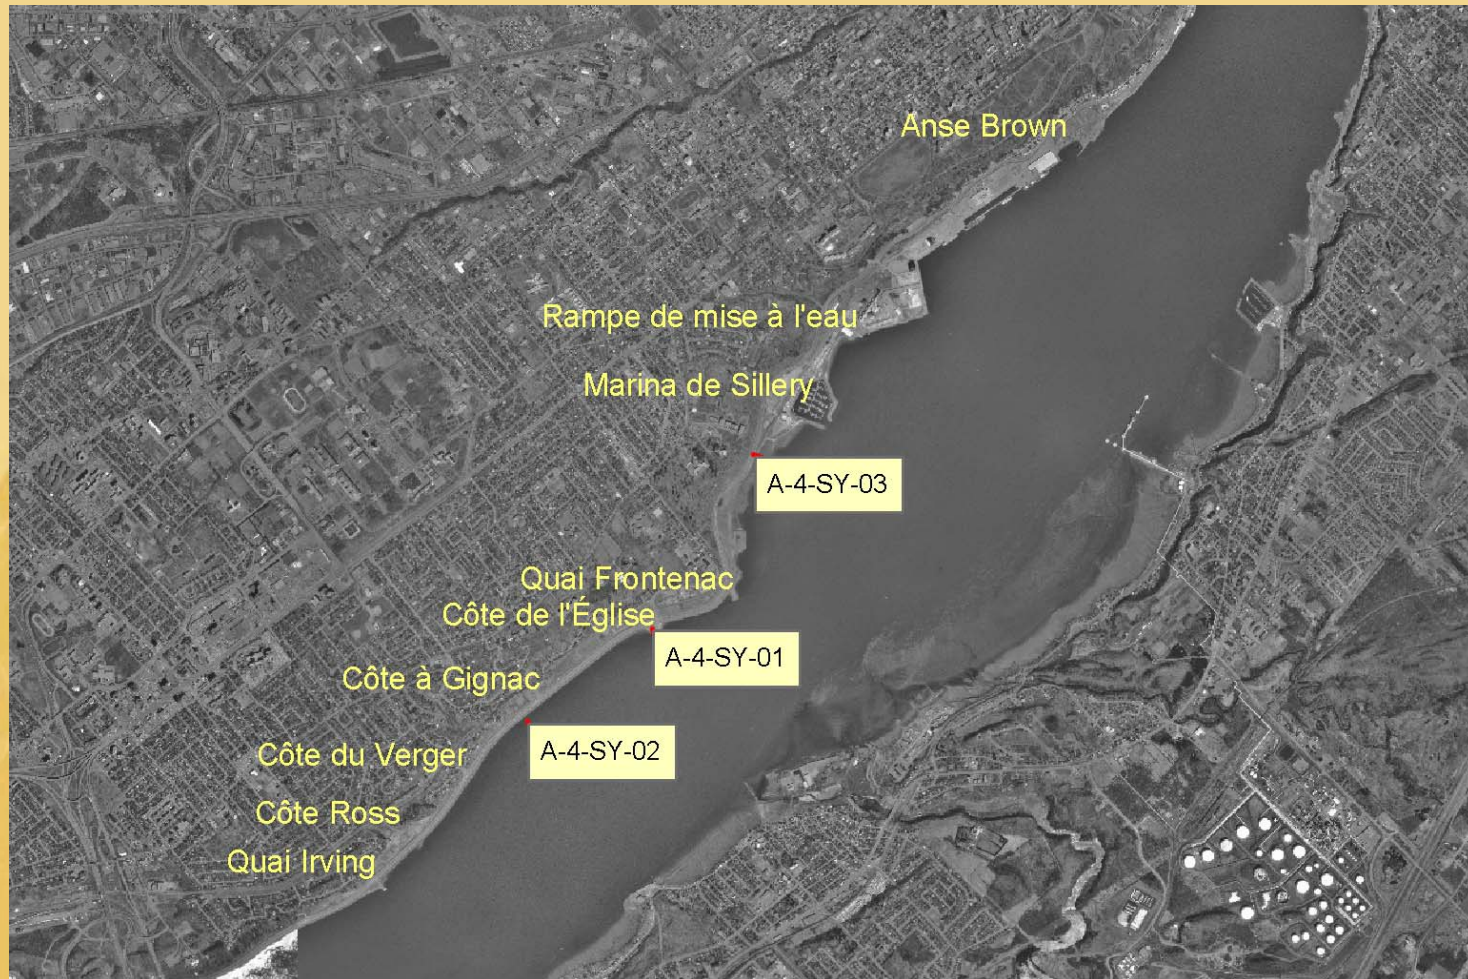 Anse Brown
Rampe de mise à l'eau
Marina de Sillery
A-4-SY-03
Quai Frontenac
Côte de l'Église
A-4-SY-01
Côte à Gignac
A-4-SY-02
Côte du Verger
Côte Ross
Quai Irving